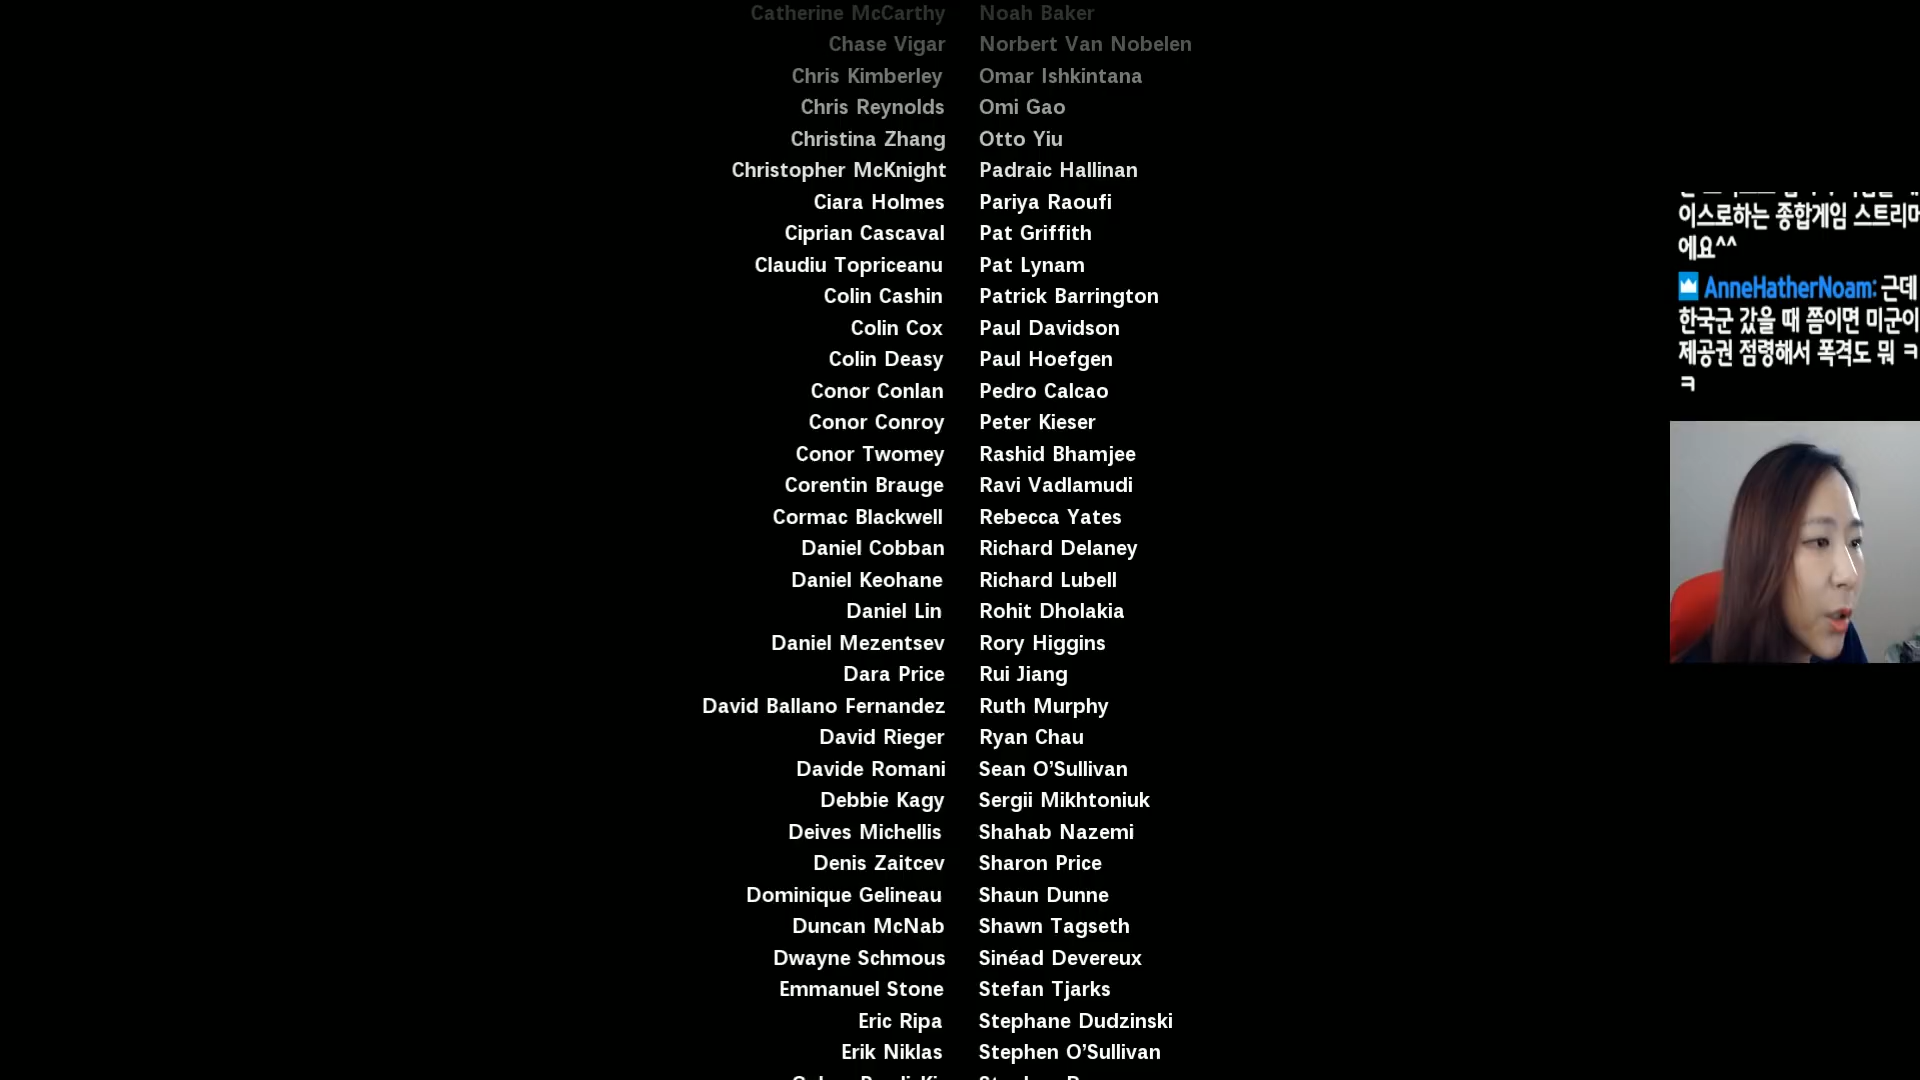 Catherine McCarthy Noah Baker
Chase Vigar Norbert Van Nobelen
Chris Kimberley Omar Ishkintana
Chris Reynolds Omi Gao
Christina Zhang Otto Yiu
Christopher McKnight Padraic Hallinan
Ciara Holmes Pariya Raoufi
Ciprian Cascaval Pat Griffith
Claudiu Topriceanu Pat Lynam
Colin Cashin Patrick Barrington
Colin Cox Paul Davidson
Colin Deasy Paul Hoefgen
Conor Conlan Pedro Calcao
Conor Conroy Peter Kieser
Conor Twomey Rashid Bhamjee
Corentin Brauge Ravi Vadlamudi
Cormac Blackwell Rebecca Yates
Daniel Cobban Richard Delaney
Daniel Keohane Richard Lubell
Daniel Lin Rohit Dholakia
Daniel Mezentsev Rory Higgins
Dara Price Rui Jiang
David Ballano Fernandez Ruth Murphy
David Rieger Ryan Chau
Davide Romani Sean O’Sullivan
Debbie Kagy Sergii Mikhtoniuk
Deives Michellis Shahab Nazemi
Denis Zaitcev Sharon Price
Dominique Gelineau Shaun Dunne
Duncan McNab Shawn Tagseth
Dwayne Schmous Sinéad Devereux
Emmanuel Stone Stefan Tjarks
Eric Ripa Stephane Dudzinski
Erik Niklas Stephen O’Sullivan
이스로하는 종합게임 스트리머
에요^^
AnneHatherNoam: 근데
한국군 갔을 때 쯤이면 미군이
제공권 점령해서 폭격도 뭐 ㅋ
ㅋ